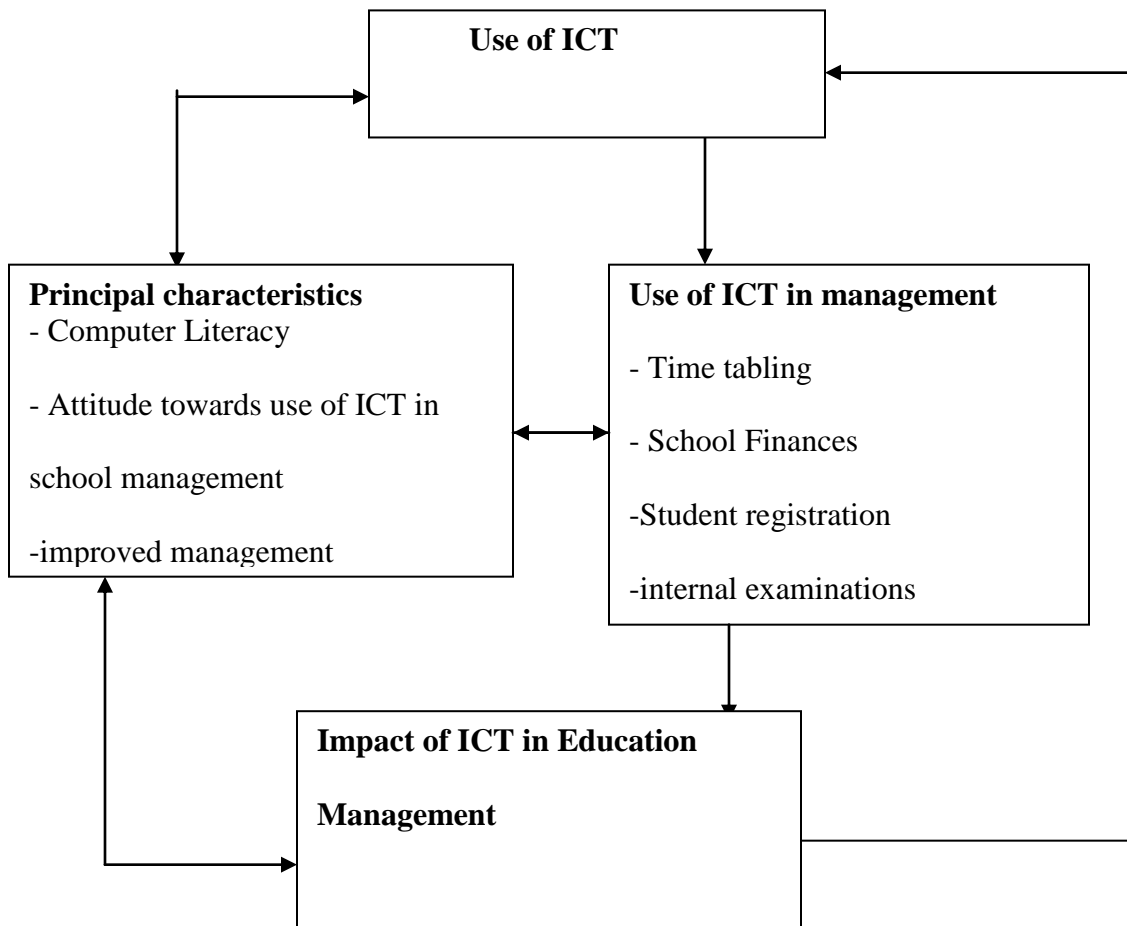 Use of ICT
Principal characteristics
- Computer Literacy
- Attitude towards use of ICT in
school management
-improved management
Use of ICT in management
- Time tabling
- School Finances
-Student registration
-internal examinations
Impact of ICT in Education
Management